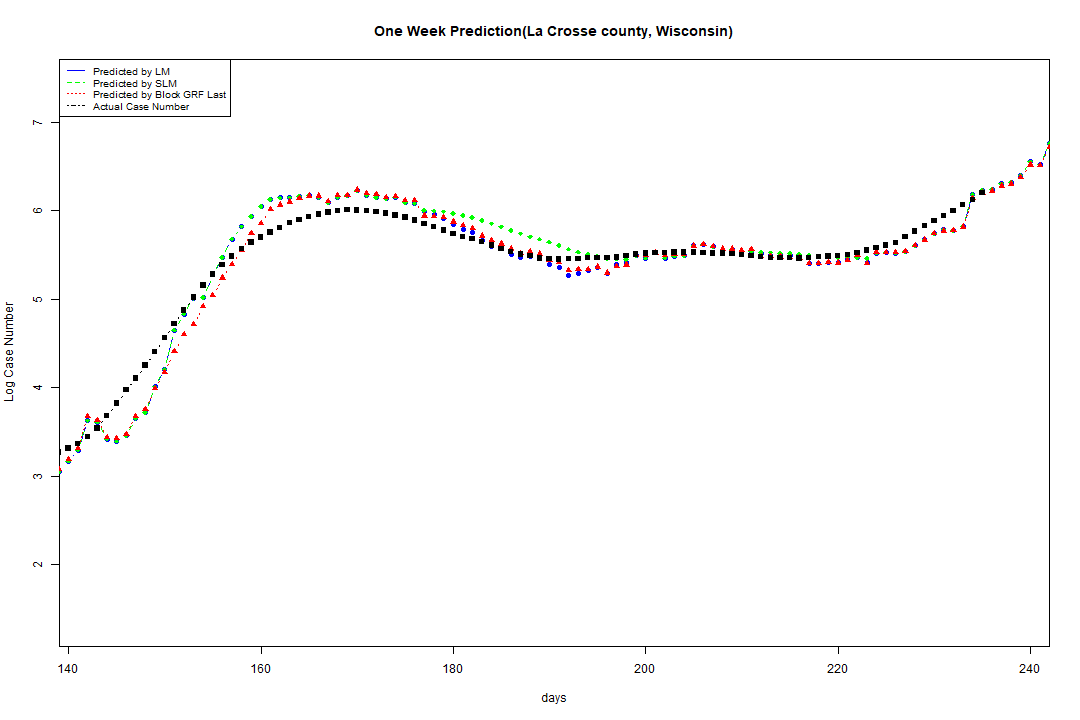 One Week Prediction(La Crosse county, Wisconsin)
Predicted by LM
Predicted by SLM
Predicted by Block GRF Last
Actual Case Number
7
6
5
4
3
2
Log Case Number
140 160 180 200 220 240
days